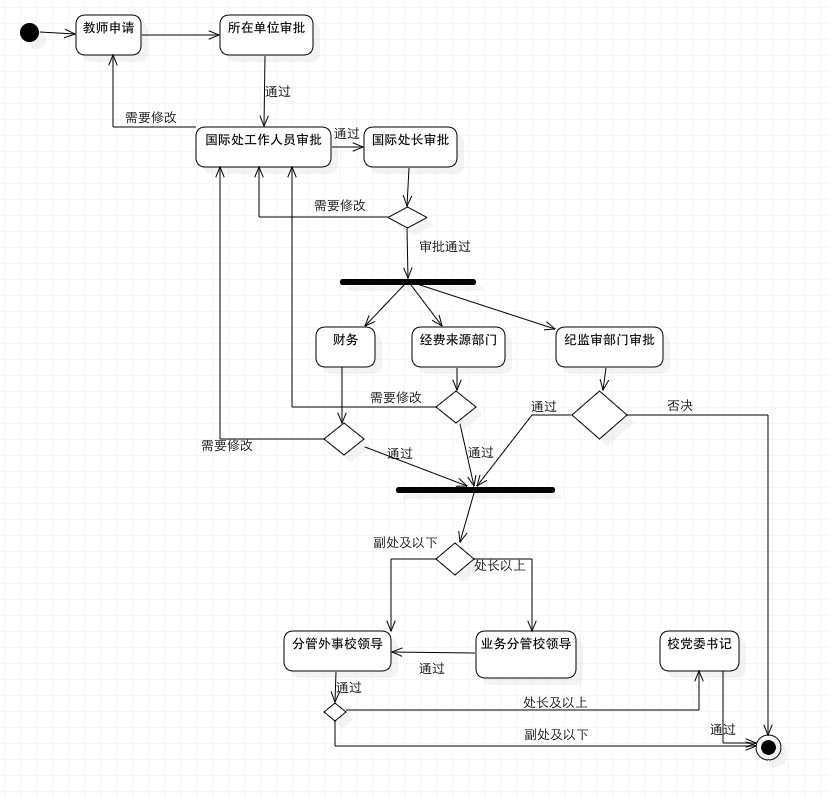 教师申请
所在单位审批
通过
需要修改
国际处工作人员审批
通过
国际处长审批
需要修改
审批通过
财务
经费来源部门
纪监审部门审批
需要修改
通过
否决
需要修改
通过
通过
副处及以下
处长以上
分管外事校领导
业务分管校领导
校党委书记
通过
通过
处长及以上
通过
副处及以下